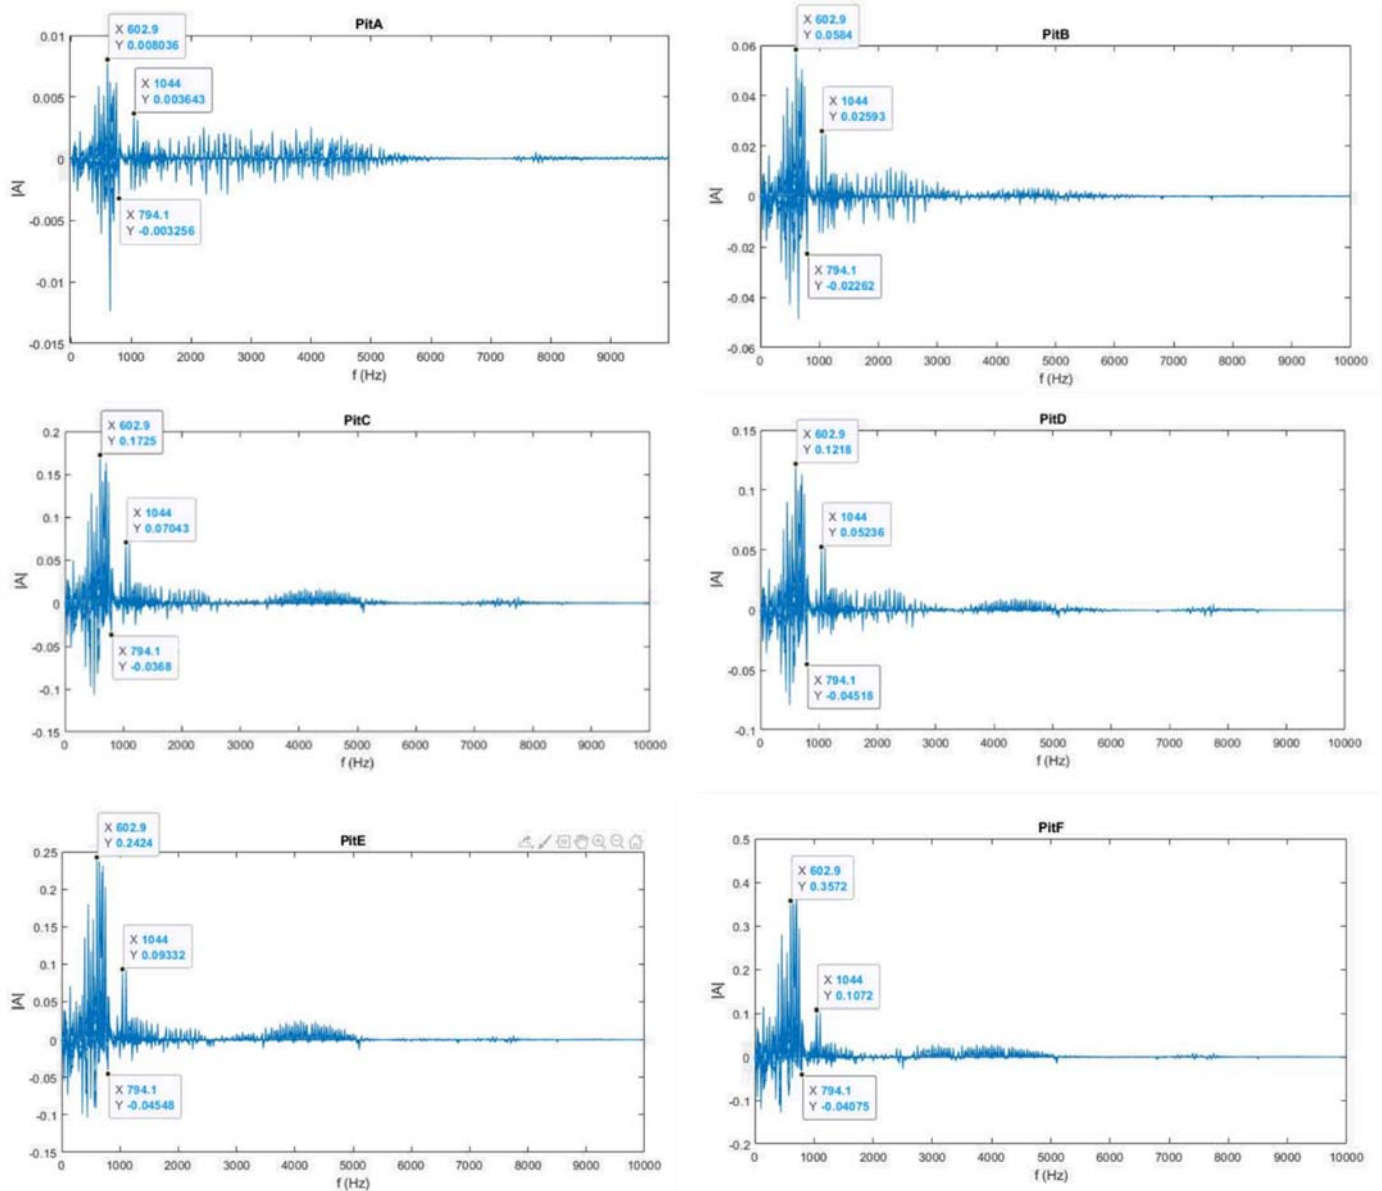 PitA
X 602.9
Y 0.008036
X 1044
Y 0.003643
X 794.1
Y -0.003256
0.01
0.005
0
-0.005
-0.01
-0.015
|A|
0 1000 2000 3000 4000 5000 6000 7000 8000 9000
f (Hz)
PitB
X 602.9
Y 0.0584
X 1044
Y 0.02593
X 794.1
Y -0.02262
0.06
0.04
0.02
0
-0.02
-0.04
-0.06
|A|
0 1000 2000 3000 4000 5000 6000 7000 8000 9000 10000
f (Hz)
PitC
X 602.9
Y 0.1725
X 1044
Y 0.07043
X 794.1
Y -0.0368
0.2
0.15
0.1
0.05
0
-0.05
-0.1
-0.15
|A|
0 1000 2000 3000 4000 5000 6000 7000 8000 9000 10000
f (Hz)
PitD
X 602.9
Y 0.1218
X 1044
Y 0.05236
X 794.1
Y -0.04518
0.15
0.1
0.05
0
-0.05
-0.1
|A|
0 1000 2000 3000 4000 5000 6000 7000 8000 9000 10000
f (Hz)
PitE
X 602.9
Y 0.2424
X 1044
Y 0.09332
X 794.1
Y -0.04548
0.25
0.2
0.15
0.1
0.05
0
-0.05
-0.1
-0.15
|A|
0 1000 2000 3000 4000 5000 6000 7000 8000 9000 10000
f (Hz)
PitF
X 602.9
Y 0.3572
X 1044
Y 0.1072
X 794.1
Y -0.04075
0.5
0.4
0.3
0.2
0.1
0
-0.1
-0.2
|A|
0 1000 2000 3000 4000 5000 6000 7000 8000 9000 10000
f (Hz)